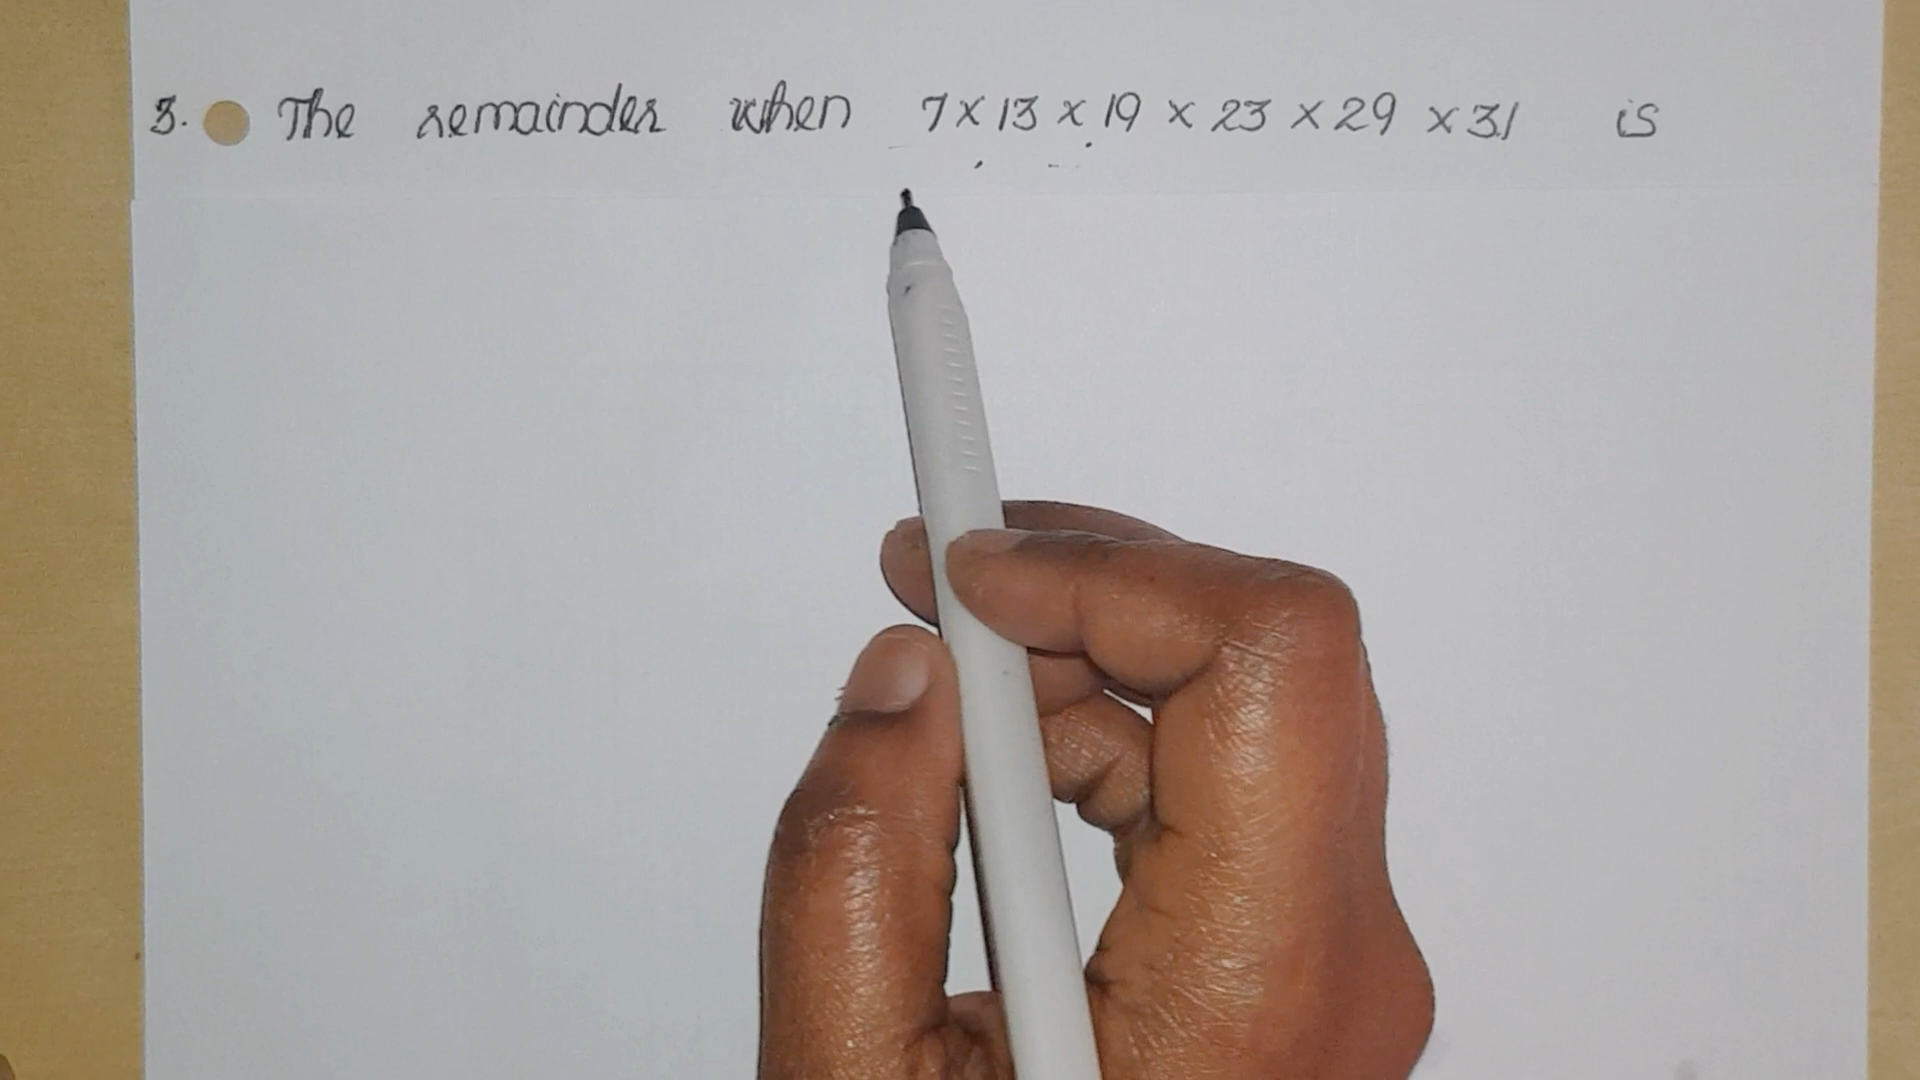 3. The remainder when 7 × 13 × 19 × 23 × 29 × 31 is